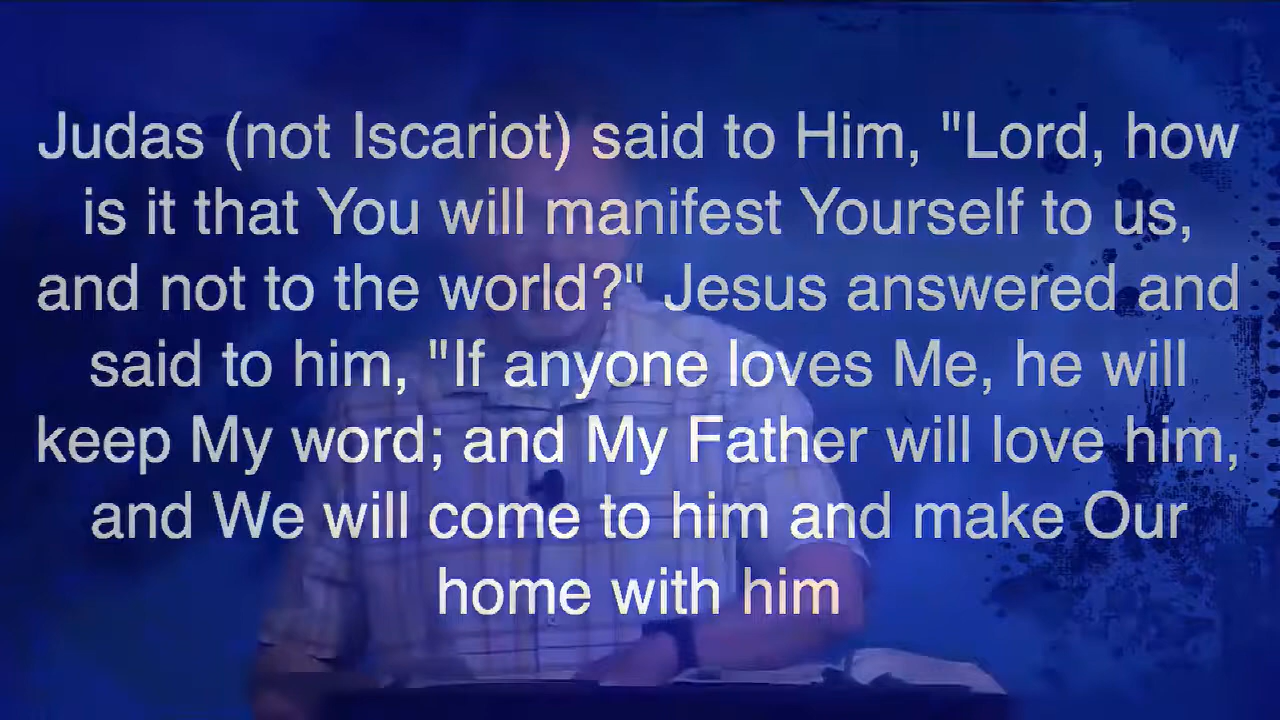 Judas (not Iscariot) said to Him, "Lord, how
is it that You will manifest Yourself to us,
and not to the world?" Jesus answered and
said to him, "If anyone loves Me, he will
keep My word; and My Father will love him,
and We will come to him and make Our
home with him